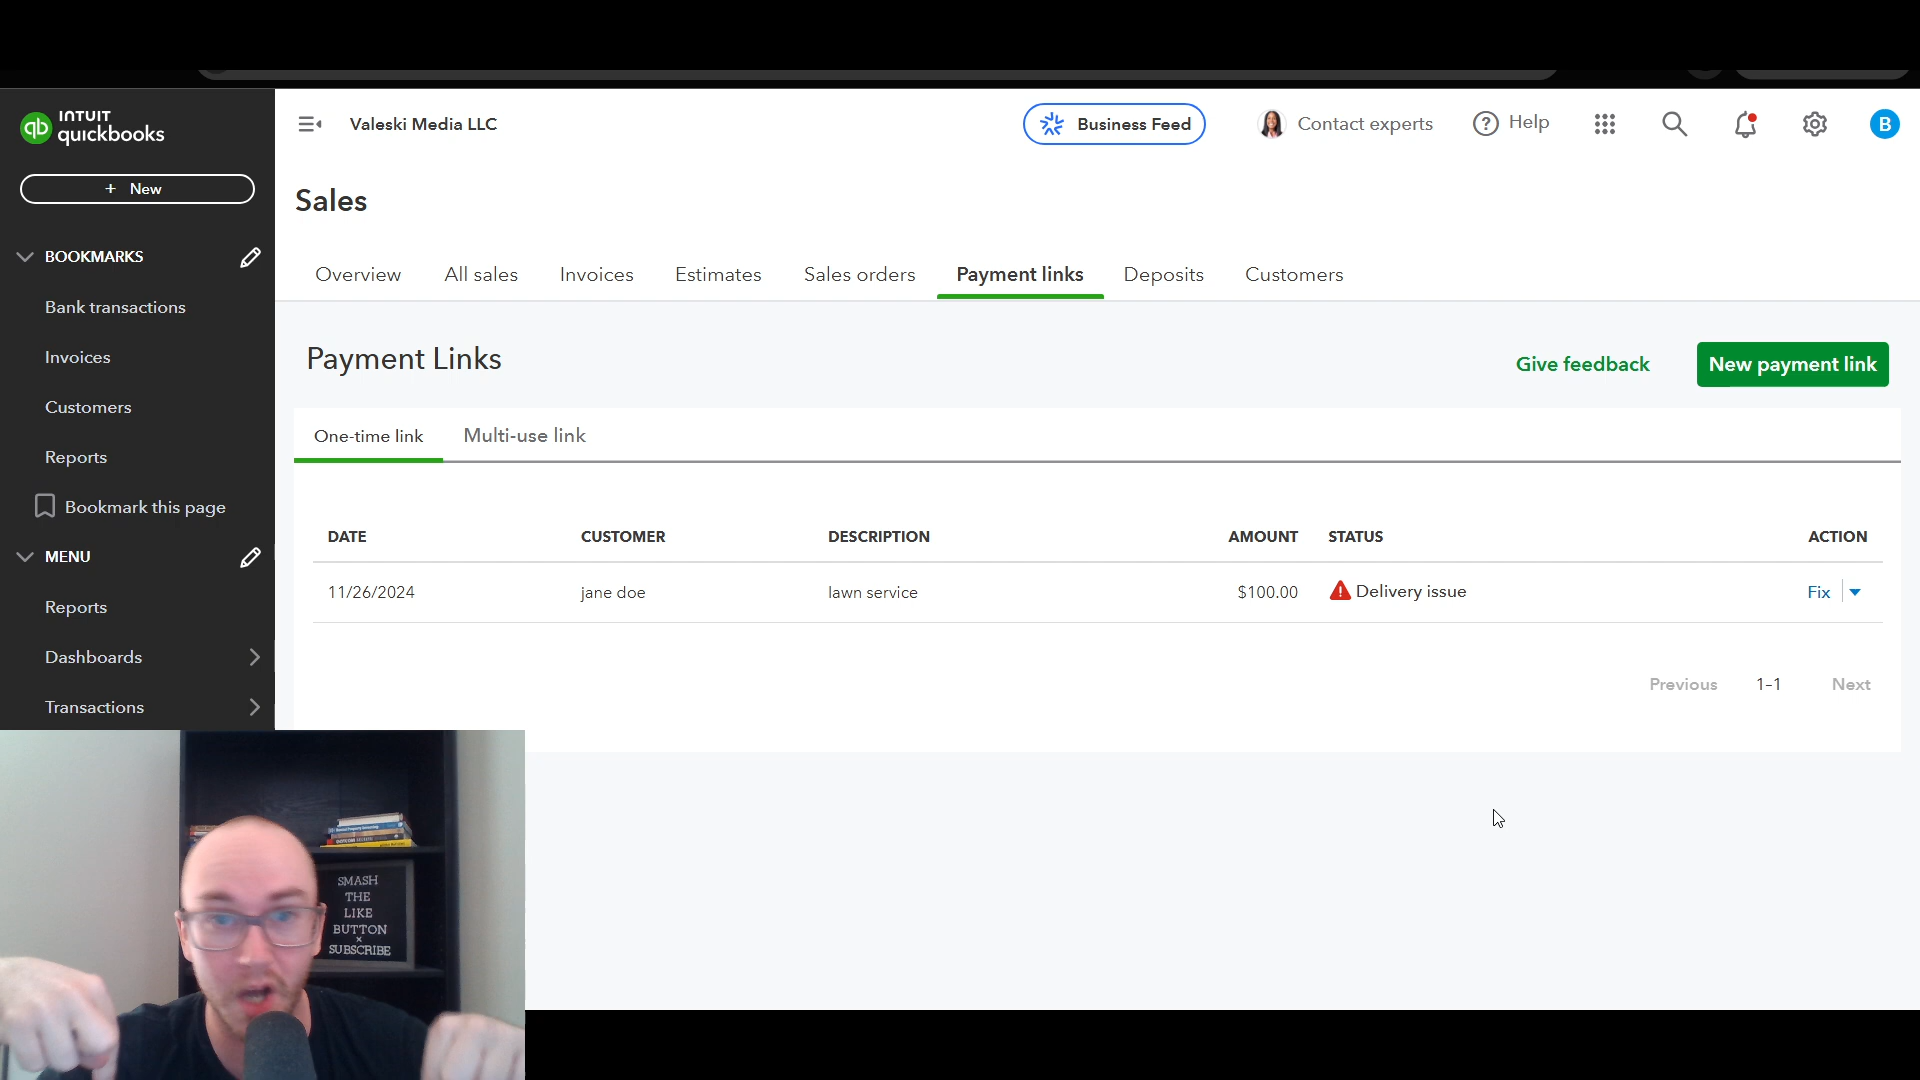 INTUIT
quickbooks
Valeski Media LLC
Business Feed
Contact experts
Help
B
+ New
Sales
BOOKMARKS
Overview
All sales
Invoices
Estimates
Sales orders
Payment links
Deposits
Customers
Bank transactions
Invoices
Customers
Reports
Bookmark this page
MENU
Reports
Dashboards
Transactions
Payment Links
Give feedback
New payment link
One-time link
Multi-use link
DATE CUSTOMER DESCRIPTION AMOUNT STATUS ACTION
11/26/2024 jane doe lawn service $100.00 Delivery issue Fix
Previous 1-1 Next
SMASH
THE
LIKE
BUTTON
×
SUBSCRIBE